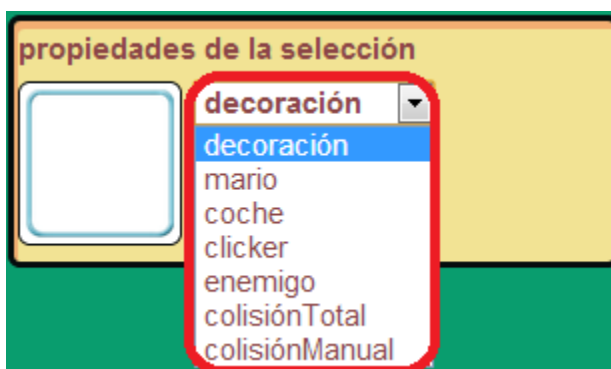 propiedades de la selección
decoración
decoración
mario
coche
clicker
enemigo
colisiónTotal
colisiónManual